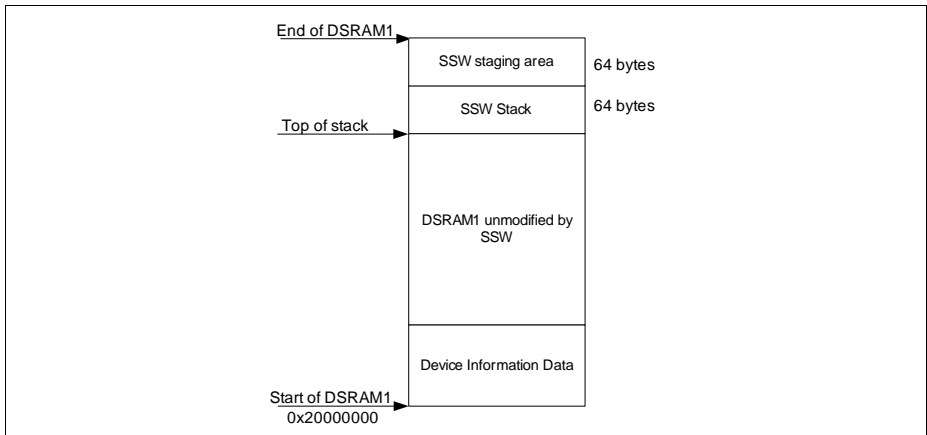 End of DSRAM1
SSW staging area
64 bytes
SSW Stack
64 bytes
Top of stack
DSRAM1 unmodified by
SSW
Device Information Data
Start of DSRAM1
0x20000000